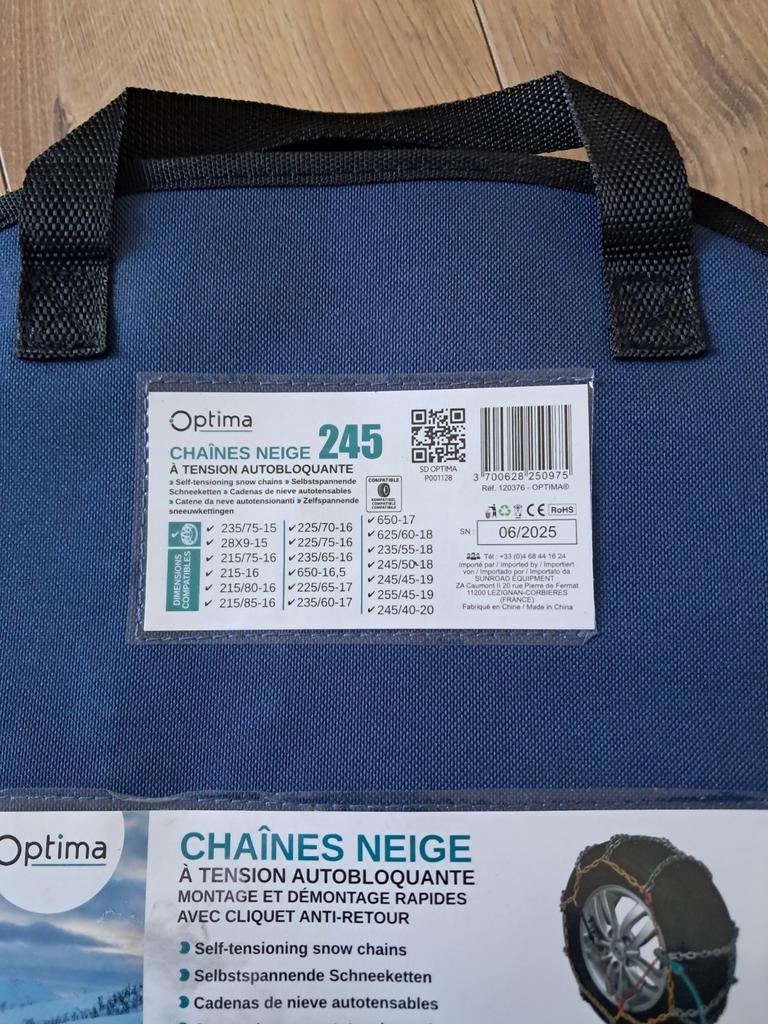 Optima
CHAÎNES NEIGE 245
À TENSION AUTOBLOQUANTE
» Self-tensioning snow chains » Selbstspannende
Schneeketten » Cadenas de nieve autotensables
» Catene da neve autotensionanti » Zelfspannende
sneeuwkettingen
COMPATIBLE
KOMPATIBEL
COMPATIBLE
COMPATIBLE
SD OPTIMA
P001128
3 700628 250975
Réf. 120376 - OPTIMA®
CE RoHS
SN : 06/2025
DIMENSIONS
COMPATIBLES
✔ 235/75-15
✔ 28X9-15
✔ 215/75-16
✔ 215-16
✔ 215/80-16
✔ 215/85-16
✔ 225/70-16
✔ 225/75-16
✔ 235/65-16
✔ 650-16,5
✔ 225/65-17
✔ 235/60-17
✔ 650-17
✔ 625/60-18
✔ 235/55-18
✔ 245/50-18
✔ 245/45-19
✔ 255/45-19
✔ 245/40-20
Tél : +33 (0)4 68 44 16 24
Importé par / Imported by / Importiert
von / Importado por / Importato da
SUNROAD EQUIPMENT
ZA Caumont II 20 rue Pierre de Fermat
11200 LEZIGNAN-CORBIERES
(FRANCE)
Fabriqué en Chine / Made in China
Optima
CHAÎNES NEIGE
À TENSION AUTOBLOQUANTE
MONTAGE ET DÉMONTAGE RAPIDES
AVEC CLIQUET ANTI-RETOUR
Self-tensioning snow chains
Selbstspannende Schneeketten
Cadenas de nieve autotensables